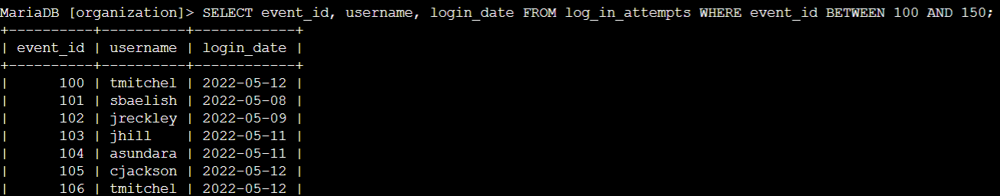 MariaDB [organization]> SELECT event_id, username, login_date FROM log_in_attempts WHERE event_id BETWEEN 100 AND 150;
+----------+----------+------------+
| event_id | username | login_date |
+----------+----------+------------+
|      100 | tmitchel | 2022-05-12 |
|      101 | sbaelish | 2022-05-08 |
|      102 | jreckley | 2022-05-09 |
|      103 | jhill    | 2022-05-11 |
|      104 | asundara | 2022-05-11 |
|      105 | cjackson | 2022-05-12 |
|      106 | tmitchel | 2022-05-12 |